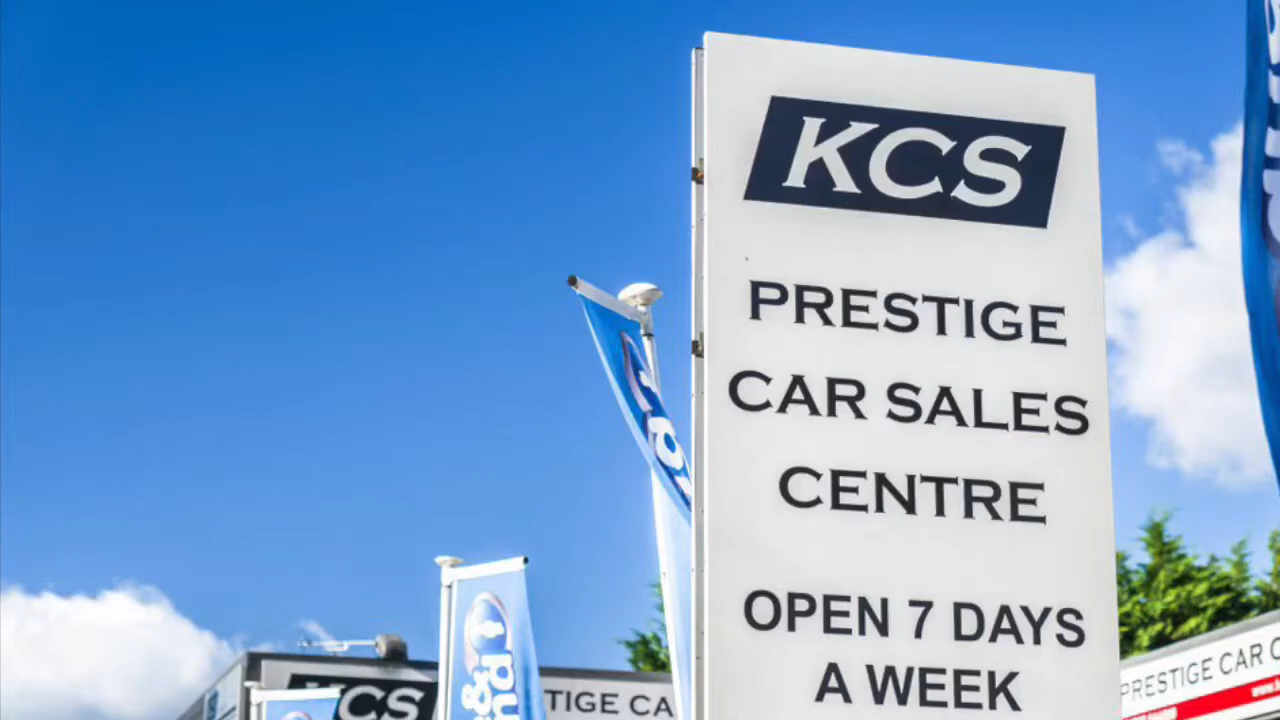 KCS
PRESTIGE
CAR SALES
CENTRE
OPEN 7 DAYS
A WEEK
KCS
TIGE CA
PRESTIGE CAR